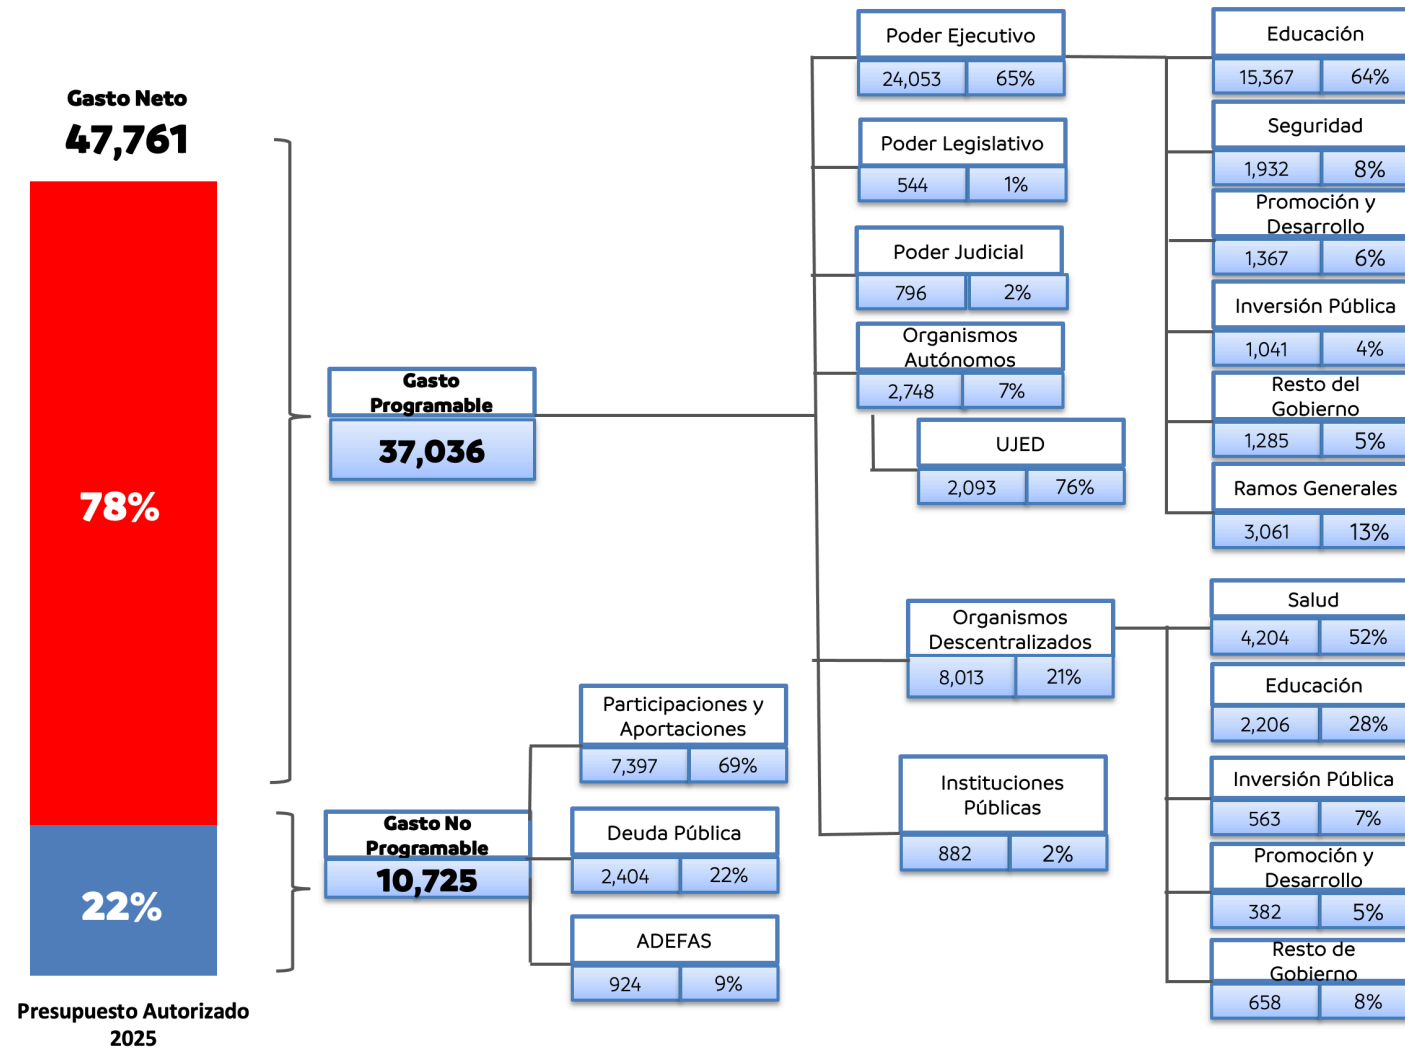 Gasto Neto
47,761
78%
22%
Presupuesto Autorizado
2025
Gasto
Programable
37,036
Gasto No
Programable
10,725
Participaciones y
Aportaciones
7,397 69%
Deuda Pública
2,404 22%
ADEFAS
924 9%
Poder Ejecutivo
24,053 65%
Poder Legislativo
544 1%
Poder Judicial
796 2%
Organismos
Autónomos
2,748 7%
UJED
2,093 76%
Organismos
Descentralizados
8,013 21%
Instituciones
Públicas
882 2%
Educación
15,367 64%
Seguridad
1,932 8%
Promoción y
Desarrollo
1,367 6%
Inversión Pública
1,041 4%
Resto del
Gobierno
1,285 5%
Ramos Generales
3,061 13%
Salud
4,204 52%
Educación
2,206 28%
Inversión Pública
563 7%
Promoción y
Desarrollo
382 5%
Resto de
Gobierno
658 8%